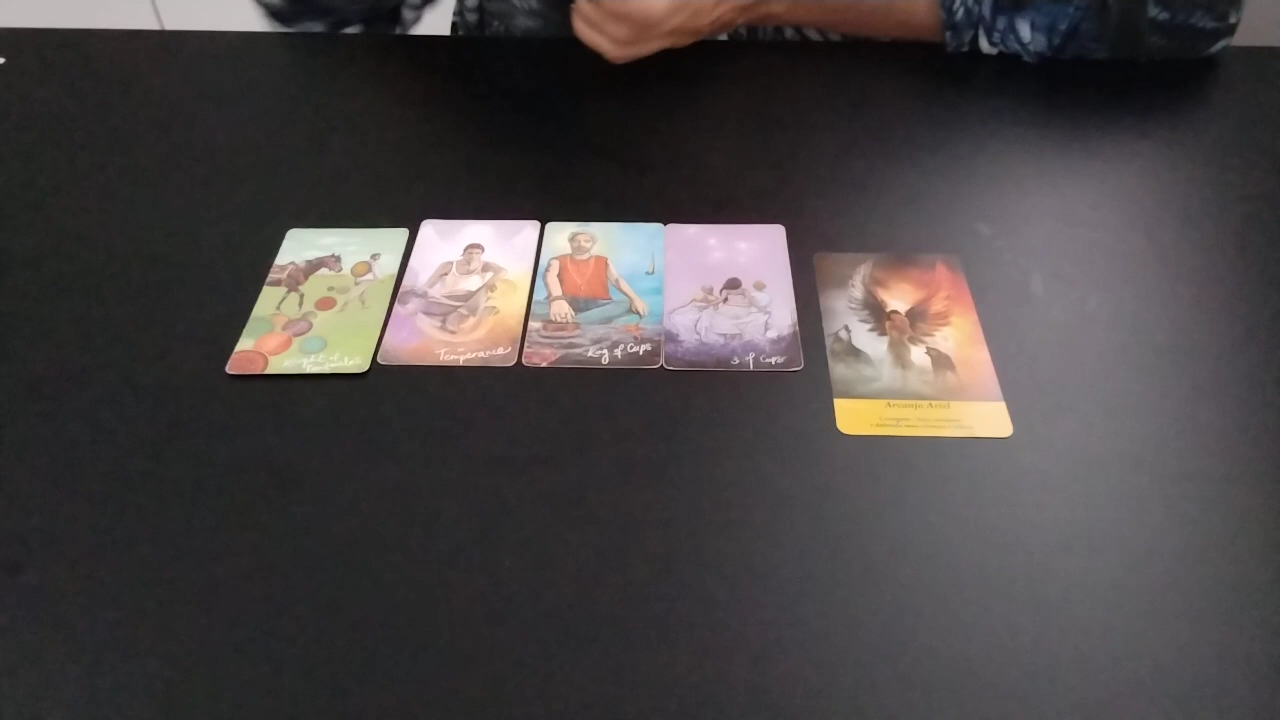 Knight of
Pentacles
Temperance
King of Cups
3 of Cups
Arcanjo Ariel